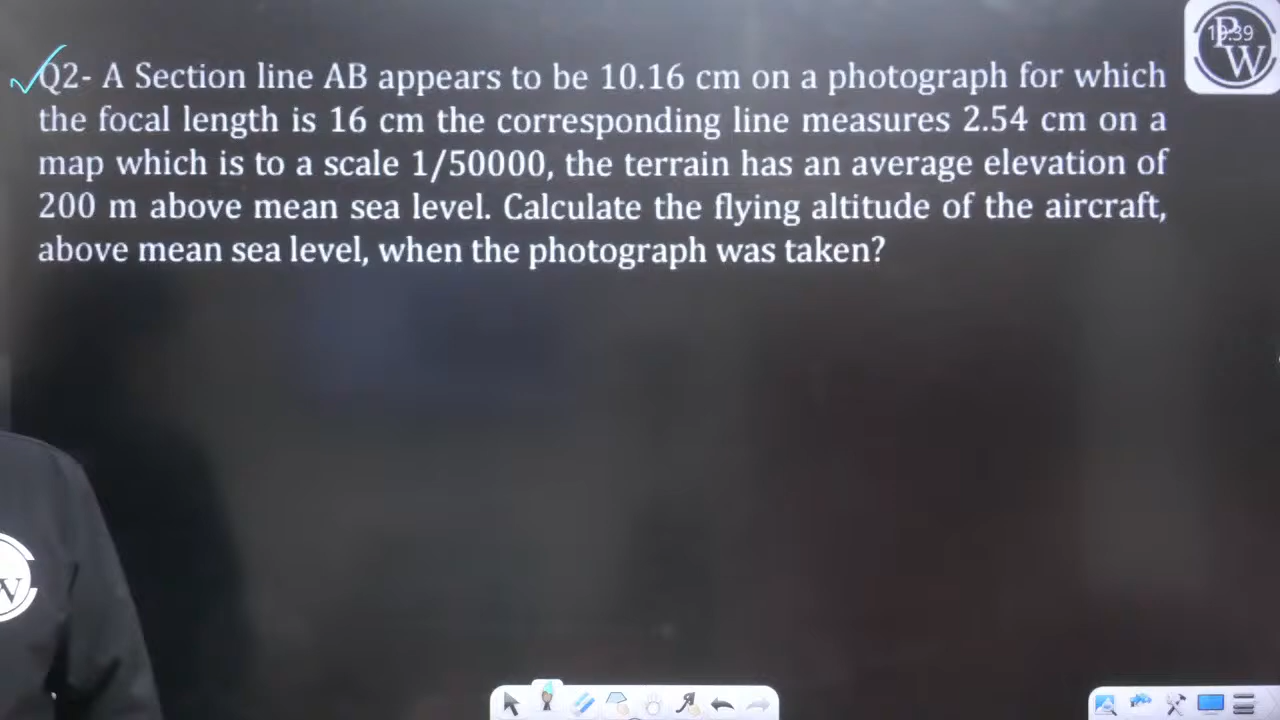 Q2- A Section line AB appears to be 10.16 cm on a photograph for which
the focal length is 16 cm the corresponding line measures 2.54 cm on a
map which is to a scale 1/50000, the terrain has an average elevation of
200 m above mean sea level. Calculate the flying altitude of the aircraft,
above mean sea level, when the photograph was taken?
19:39
P
W
W